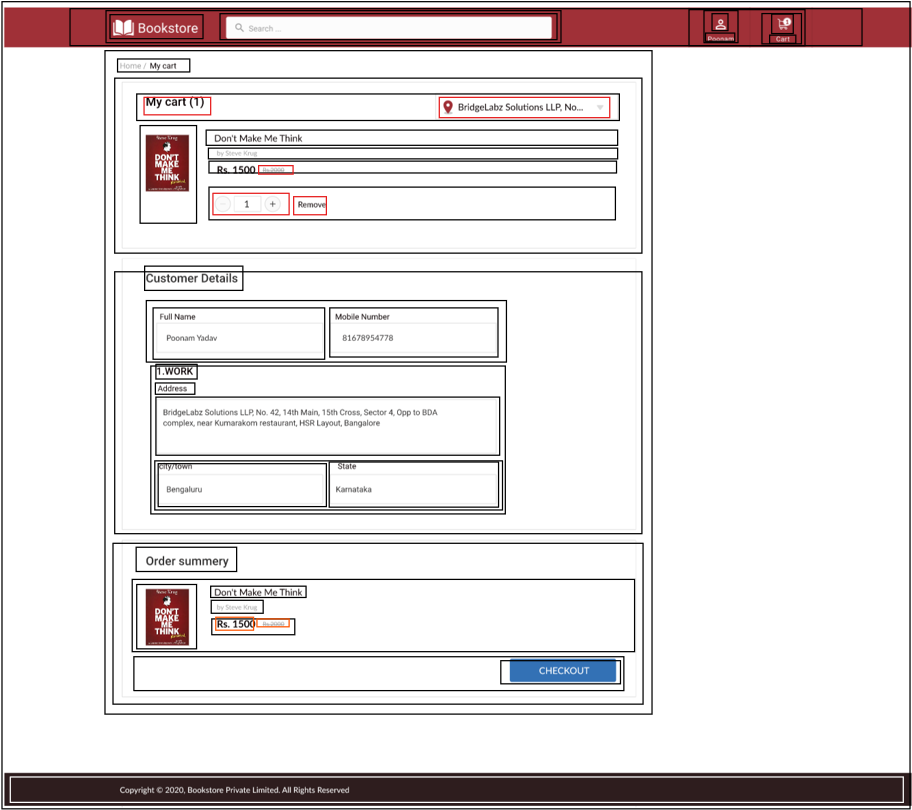 Bookstore
Search ...
Poonam
1
Cart
Home / My cart
My cart (1)
BridgeLabz Solutions LLP, No...
Steve Krug
DON'T
MAKE
ME
THINK
Don't Make Me Think
by Steve Krug
Rs. 1500 Rs. 2000
1 + Remove
Customer Details
Full Name
Mobile Number
Poonam Yadav
81678954778
1.WORK
Address
BridgeLabz Solutions LLP, No. 42, 14th Main, 15th Cross, Sector 4, Opp to BDA
complex, near Kumarakom restaurant, HSR Layout, Bangalore
city/town
State
Bengaluru
Karnataka
Order summery
Steve Krug
DON'T
MAKE
ME
THINK
Don't Make Me Think
by Steve Krug
Rs. 1500 Rs. 2000
CHECKOUT
Copyright © 2020, Bookstore Private Limited. All Rights Reserved